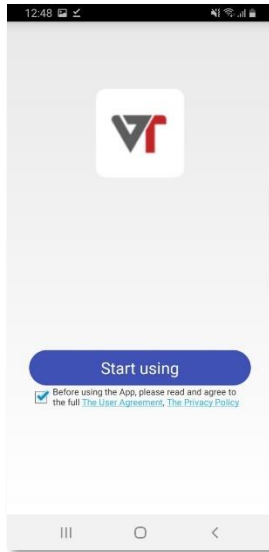 12:48
VT
Start using
Before using the App, please read and agree to
the full The User Agreement, The Privacy Policy